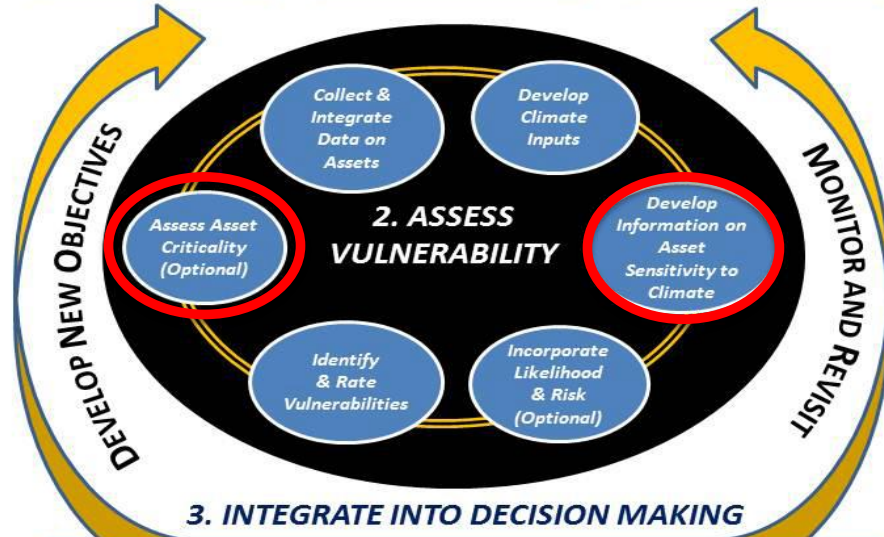 Collect &
Integrate
Data on
Assets
Develop
Climate
Inputs
Assess Asset
Criticality
(Optional)
2. ASSESS
VULNERABILITY
Develop
Information on
Asset
Sensitivity to
Climate
Identify
& Rate
Vulnerabilities
Incorporate
Likelihood
& Risk
(Optional)
DEVELOP NEW OBJECTIVES
MONITOR AND REVISIT
3. INTEGRATE INTO DECISION MAKING